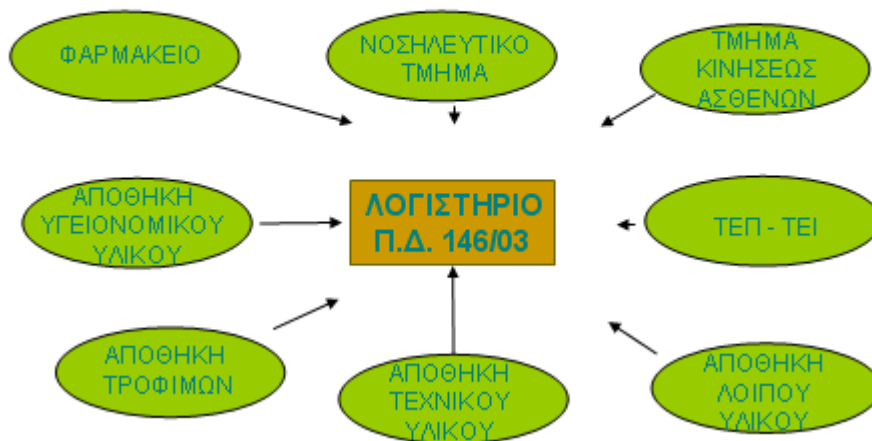 ΦΑΡΜΑΚΕΙΟ
ΝΟΣΗΛΕΥΤΙΚΟ
ΤΜΗΜΑ
ΤΜΗΜΑ
ΚΙΝΗΣΕΩΣ
ΑΣΘΕΝΩΝ
ΑΠΟΘΗΚΗ
ΥΓΕΙΟΝΟΜΙΚΟΥ
ΥΛΙΚΟΥ
ΛΟΓΙΣΤΗΡΙΟ
Π.Δ. 146/03
ΤΕΠ - ΤΕΙ
ΑΠΟΘΗΚΗ
ΤΡΟΦΙΜΩΝ
ΑΠΟΘΗΚΗ
ΤΕΧΝΙΚΟΥ
ΥΛΙΚΟΥ
ΑΠΟΘΗΚΗ
ΛΟΙΠΟΥ
ΥΛΙΚΟΥ